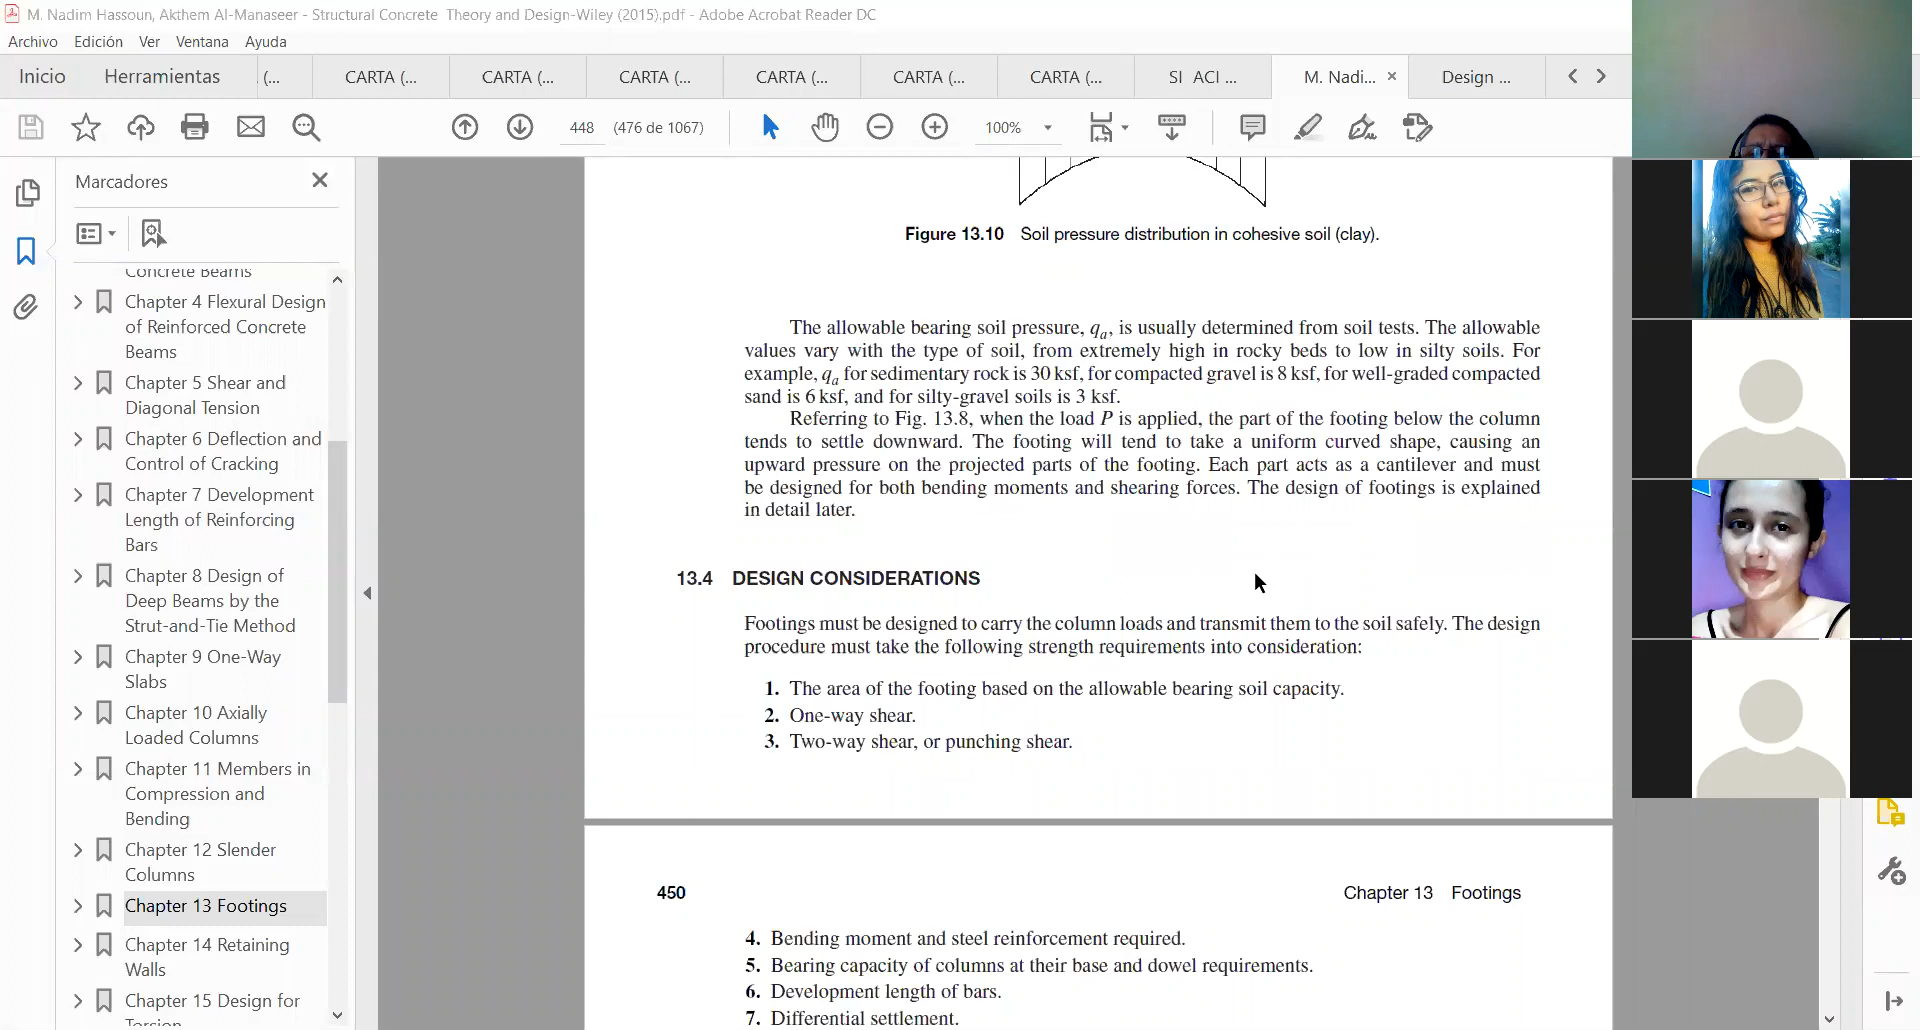 M. Nadim Hassoun, Akthem Al-Manaseer - Structural Concrete Theory and Design-Wiley (2015).pdf - Adobe Acrobat Reader DC
Archivo Edición Ver Ventana Ayuda
Inicio Herramientas (... CARTA (... CARTA (... CARTA (... CARTA (... CARTA (... CARTA (... SI ACI ... M. Nadi... × Design ...
448 (476 de 1067) 100%
Marcadores
Concrete Beams
Chapter 4 Flexural Design
of Reinforced Concrete
Beams
Chapter 5 Shear and
Diagonal Tension
Chapter 6 Deflection and
Control of Cracking
Chapter 7 Development
Length of Reinforcing
Bars
Chapter 8 Design of
Deep Beams by the
Strut-and-Tie Method
Chapter 9 One-Way
Slabs
Chapter 10 Axially
Loaded Columns
Chapter 11 Members in
Compression and
Bending
Chapter 12 Slender
Columns
Chapter 13 Footings
Chapter 14 Retaining
Walls
Chapter 15 Design for
Torsion
Figure 13.10 Soil pressure distribution in cohesive soil (clay).
The allowable bearing soil pressure, qa, is usually determined from soil tests. The allowable
values vary with the type of soil, from extremely high in rocky beds to low in silty soils. For
example, qa for sedimentary rock is 30 ksf, for compacted gravel is 8 ksf, for well-graded compacted
sand is 6 ksf, and for silty-gravel soils is 3 ksf.
Referring to Fig. 13.8, when the load P is applied, the part of the footing below the column
tends to settle downward. The footing will tend to take a uniform curved shape, causing an
upward pressure on the projected parts of the footing. Each part acts as a cantilever and must
be designed for both bending moments and shearing forces. The design of footings is explained
in detail later.
13.4 DESIGN CONSIDERATIONS
Footings must be designed to carry the column loads and transmit them to the soil safely. The design
procedure must take the following strength requirements into consideration:
1. The area of the footing based on the allowable bearing soil capacity.
2. One-way shear.
3. Two-way shear, or punching shear.
450 Chapter 13 Footings
4. Bending moment and steel reinforcement required.
5. Bearing capacity of columns at their base and dowel requirements.
6. Development length of bars.
7. Differential settlement.